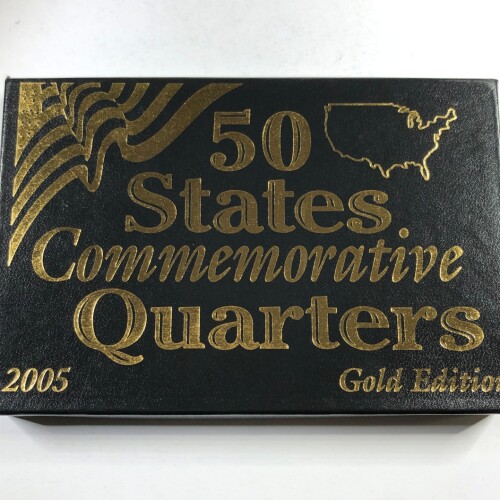 50
States
Commemorative
Quarters
2005 Gold Edition